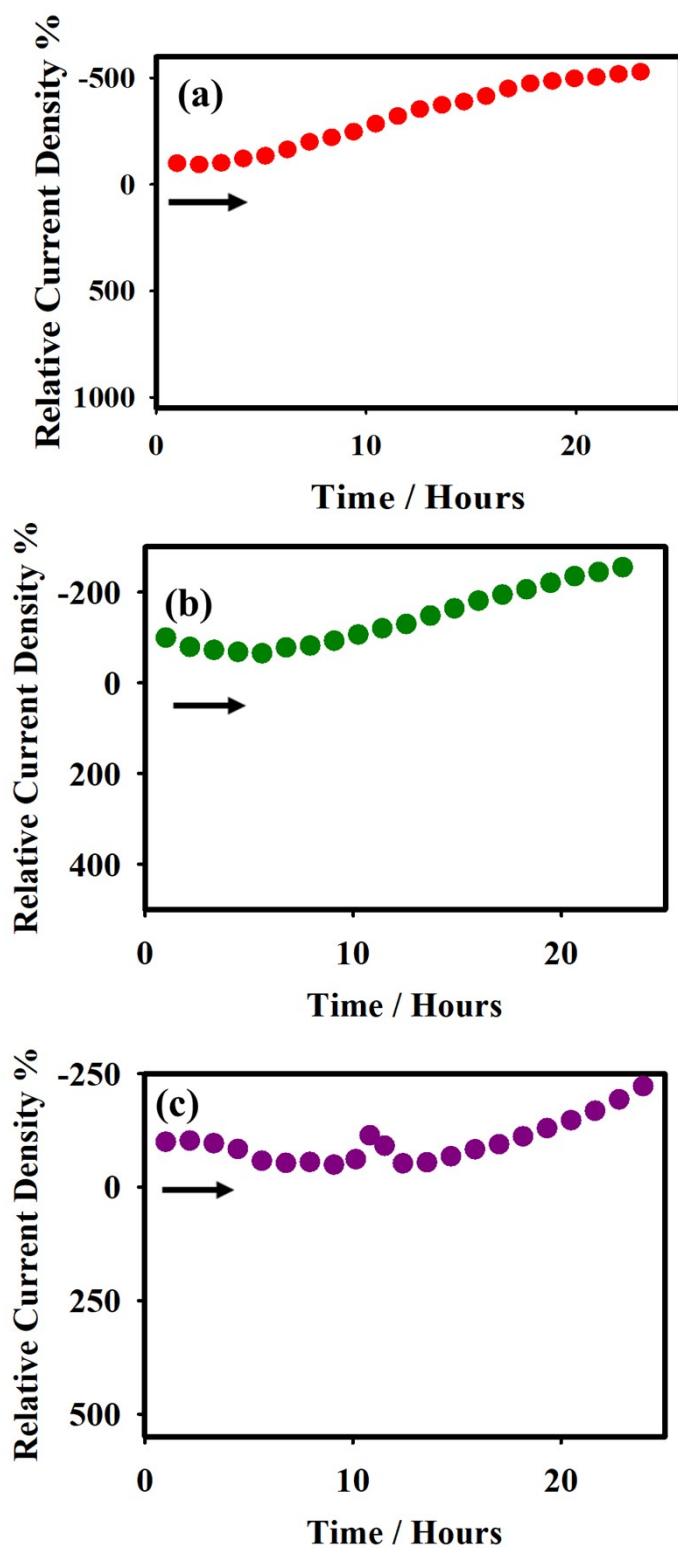 Relative Current Density %
(a)
-500
0
500
1000
0 10 20
Time / Hours
Relative Current Density %
(b)
-200
0
200
400
0 10 20
Time / Hours
Relative Current Density %
(c)
-250
0
250
500
0 10 20
Time / Hours